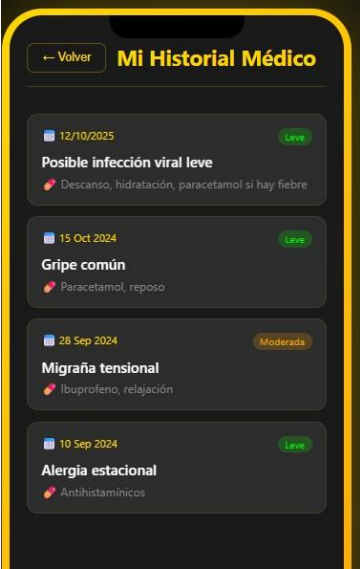 ← Volver
Mi Historial Médico
12/10/2025
Leve
Posible infección viral leve
Descanso, hidratación, paracetamol si hay fiebre
15 Oct 2024
Leve
Gripe común
Paracetamol, reposo
28 Sep 2024
Moderada
Migraña tensional
Ibuprofeno, relajación
10 Sep 2024
Leve
Alergia estacional
Antihistamínicos